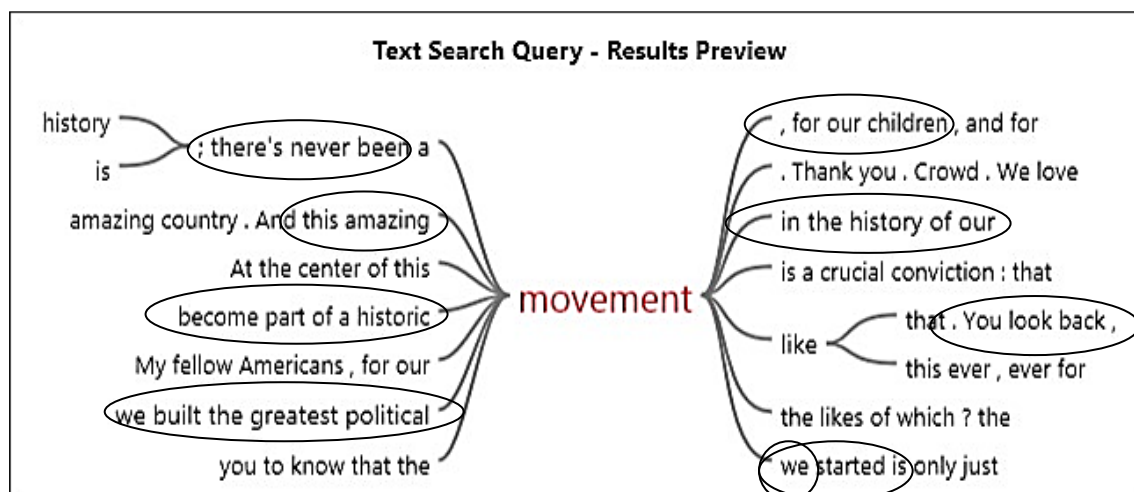 Text Search Query - Results Preview
history
is
; there's never been a
amazing country . And this amazing
At the center of this
become part of a historic
My fellow Americans , for our
we built the greatest political
you to know that the
movement
, for our children , and for
. Thank you . Crowd . We love
in the history of our
is a crucial conviction : that
like
that . You look back ,
this ever , ever for
the likes of which ? the
we started is only just